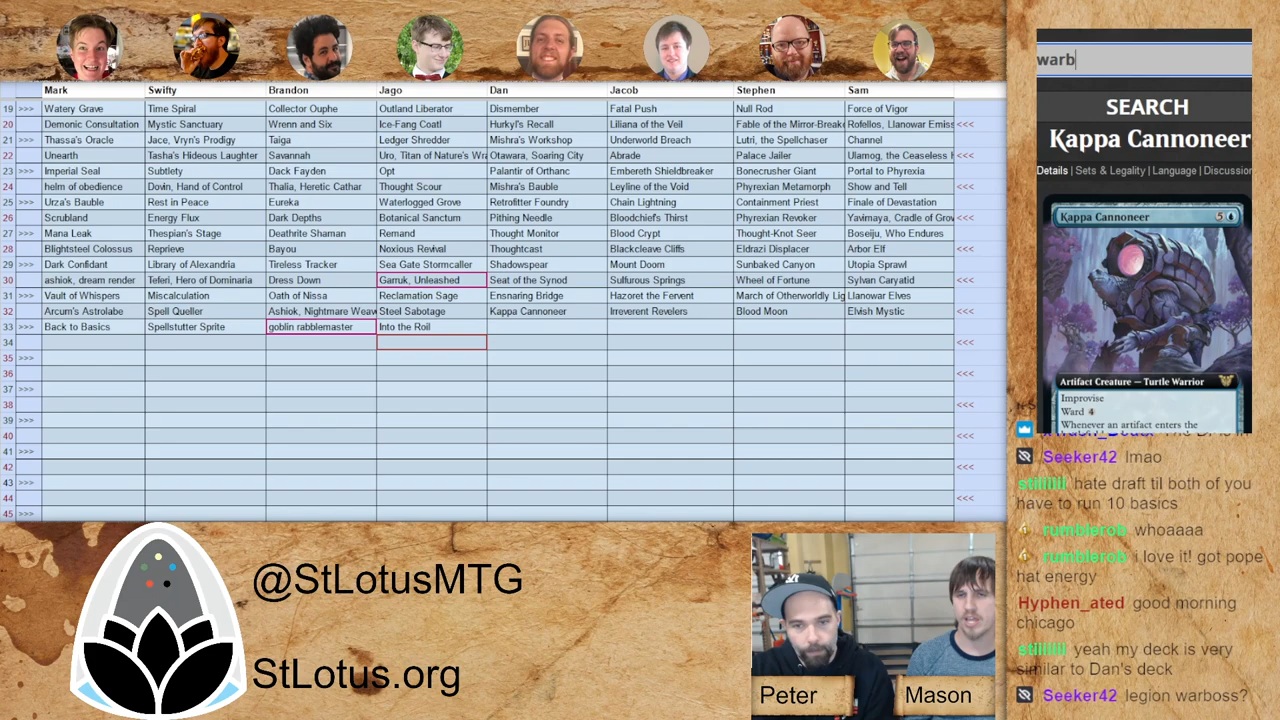 Mark Swifty Brandon Jago Dan Jacob Stephen Sam
19 >>> Watery Grave Time Spiral Collector Ouphe Outland Liberator Dismember Fatal Push Null Rod Force of Vigor
20 Demonic Consultation Mystic Sanctuary Wrenn and Six Ice-Fang Coatl Hurkyl's Recall Liliana of the Veil Fable of the Mirror-Break Rofellos, Llanowar Emiss <<<
21 >>> Thassa's Oracle Jace, Vryn's Prodigy Taiga Ledger Shredder Mishra's Workshop Underworld Breach Lutri, the Spellchaser Channel
22 Unearth Tasha's Hideous Laughter Savannah Uro, Titan of Nature's Wra Otawara, Soaring City Abrade Palace Jailer Ulamog, the Ceaseless H <<<
23 >>> Imperial Seal Subtlety Dack Fayden Opt Palantir of Orthanc Embereth Shieldbreaker Bonecrusher Giant Portal to Phyrexia
24 helm of obedience Dovin, Hand of Control Thalia, Heretic Cathar Thought Scour Mishra's Bauble Leyline of the Void Phyrexian Metamorph Show and Tell <<<
25 >>> Urza's Bauble Rest in Peace Eureka Waterlogged Grove Retrofitter Foundry Chain Lightning Containment Priest Finale of Devastation
26 Scrubland Energy Flux Dark Depths Botanical Sanctum Pithing Needle Bloodchief's Thirst Phyrexian Revoker Yavimaya, Cradle of Grov <<<
27 >>> Mana Leak Thespian's Stage Deathrite Shaman Remand Thought Monitor Blood Crypt Thought-Knot Seer Boseiju, Who Endures
28 Blightsteel Colossus Reprieve Bayou Noxious Revival Thoughtcast Blackcleave Cliffs Eldrazi Displacer Arbor Elf <<<
29 >>> Dark Confidant Library of Alexandria Tireless Tracker Sea Gate Stormcaller Shadowspear Mount Doom Sunbaked Canyon Utopia Sprawl
30 ashiok, dream render Teferi, Hero of Dominaria Dress Down Garruk, Unleashed Seat of the Synod Sulfurous Springs Wheel of Fortune Sylvan Caryatid <<<
31 >>> Vault of Whispers Miscalculation Oath of Nissa Reclamation Sage Ensnaring Bridge Hazoret the Fervent March of Otherworldly Lig Llanowar Elves
32 Arcum's Astrolabe Spell Queller Ashiok, Nightmare Weav Steel Sabotage Kappa Cannoneer Irreverent Revelers Blood Moon Elvish Mystic <<<
33 >>> Back to Basics Spellstutter Sprite goblin rabblemaster Into the Roil
34 <<<
35 >>>
36 <<<
37 >>>
38 <<<
39 >>>
40 <<<
41 >>>
42 <<<
43 >>>
44 <<<
45 >>>
@StLotusMTG
StLotus.org
Peter Mason
warb
SEARCH
Kappa Cannoneer
Details | Sets & Legality | Language | Discussion
Kappa Cannoneer 5
Artifact Creature — Turtle Warrior
Improvise
Ward 4
Whenever an artifact enters the
Seeker42 lmao
stillllll hate draft til both of you
have to run 10 basics
rumblerob whoaaaa
rumblerob i love it! got pope
hat energy
Hyphen_ated good morning
chicago
stillllll yeah my deck is very
similar to Dan's deck
Seeker42 legion warboss?